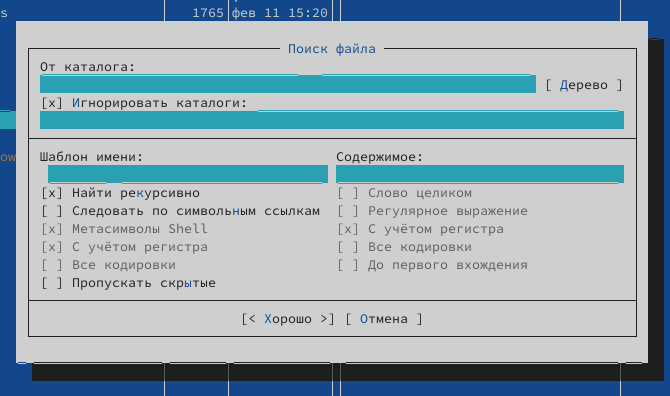 s 1765 фев 11 15:20
Поиск файла
От каталога:
[ Дерево ]
[x] Игнорировать каталоги:
ow
Шаблон имени: Содержимое:
[x] Найти рекурсивно [ ] Слово целиком
[ ] Следовать по символьным ссылкам [ ] Регулярное выражение
[x] Метасимволы Shell [x] С учётом регистра
[x] С учётом регистра [ ] Все кодировки
[ ] Все кодировки [ ] До первого вхождения
[ ] Пропускать скрытые
[< Хорошо >] [ Отмена ]